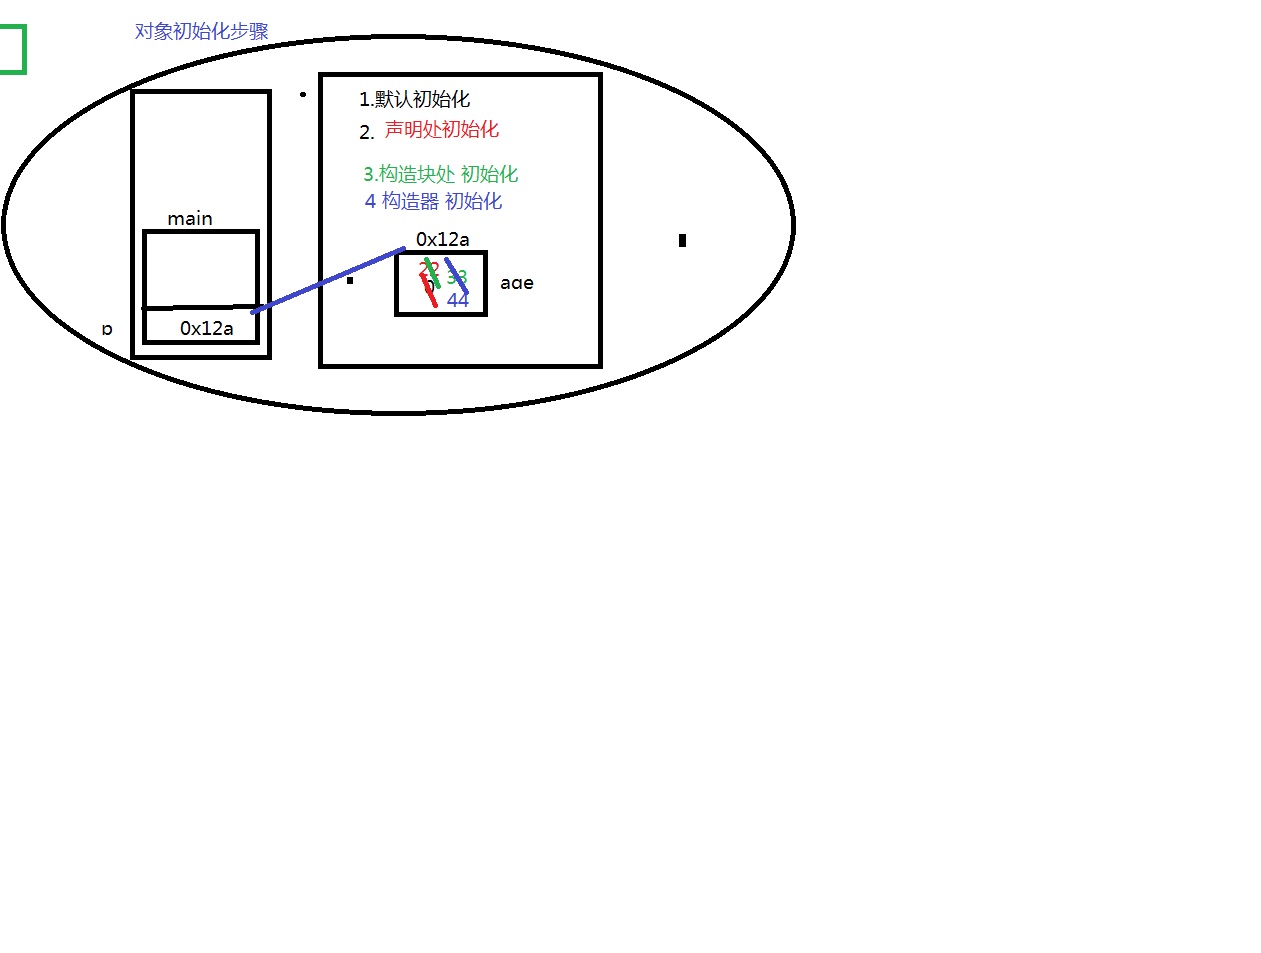 对象初始化步骤
1.默认初始化
2. 声明处初始化
3.构造块处 初始化
4 构造器 初始化
main
0x12a
22
33
0
age
44
p
0x12a